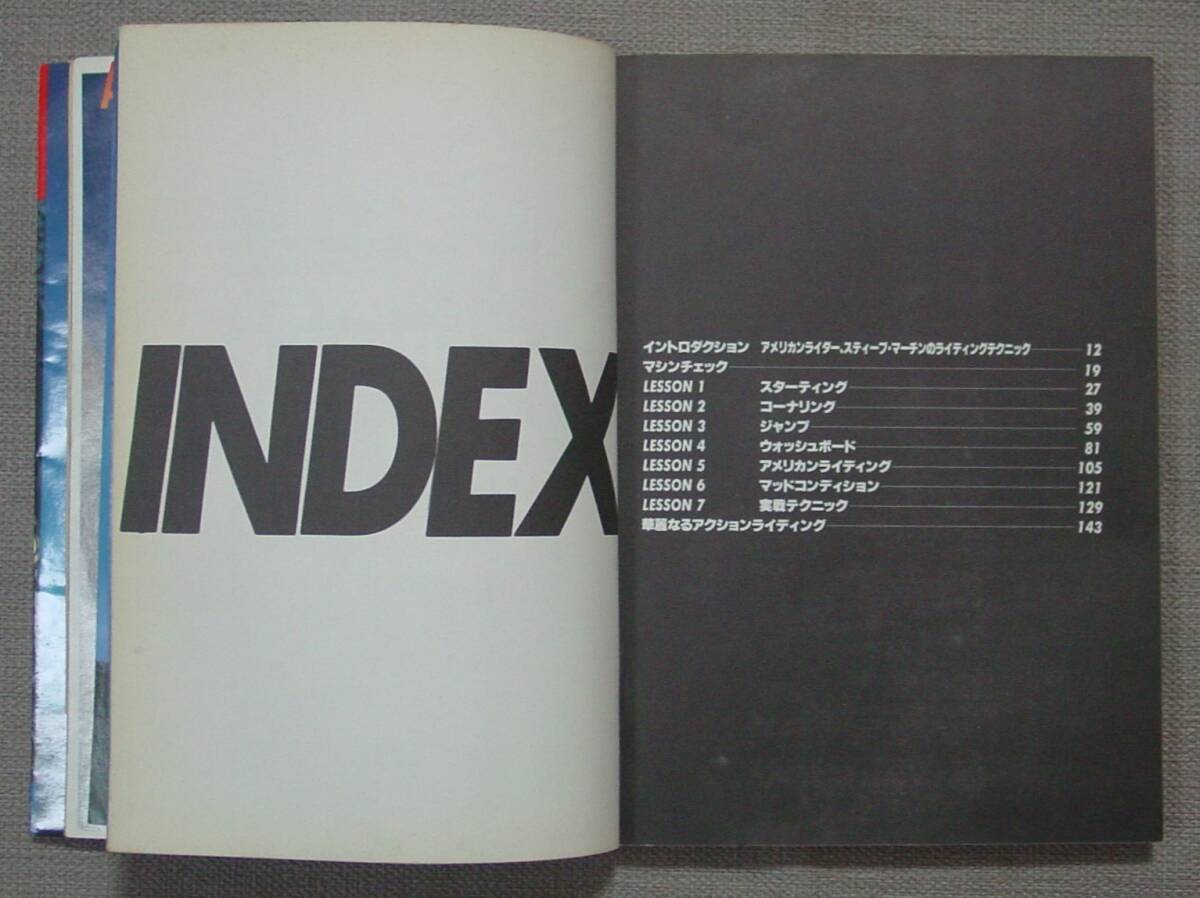 INDEX
イントロダクション アメリカンライダー、スティーブ・マーチンのライディングテクニック 12
マシンチェック 19
LESSON 1 スターティング 27
LESSON 2 コーナリング 39
LESSON 3 ジャンプ 59
LESSON 4 ウォッシュボード 81
LESSON 5 アメリカンライディング 105
LESSON 6 マッドコンディション 121
LESSON 7 実戦テクニック 129
華麗なるアクションライディング 143